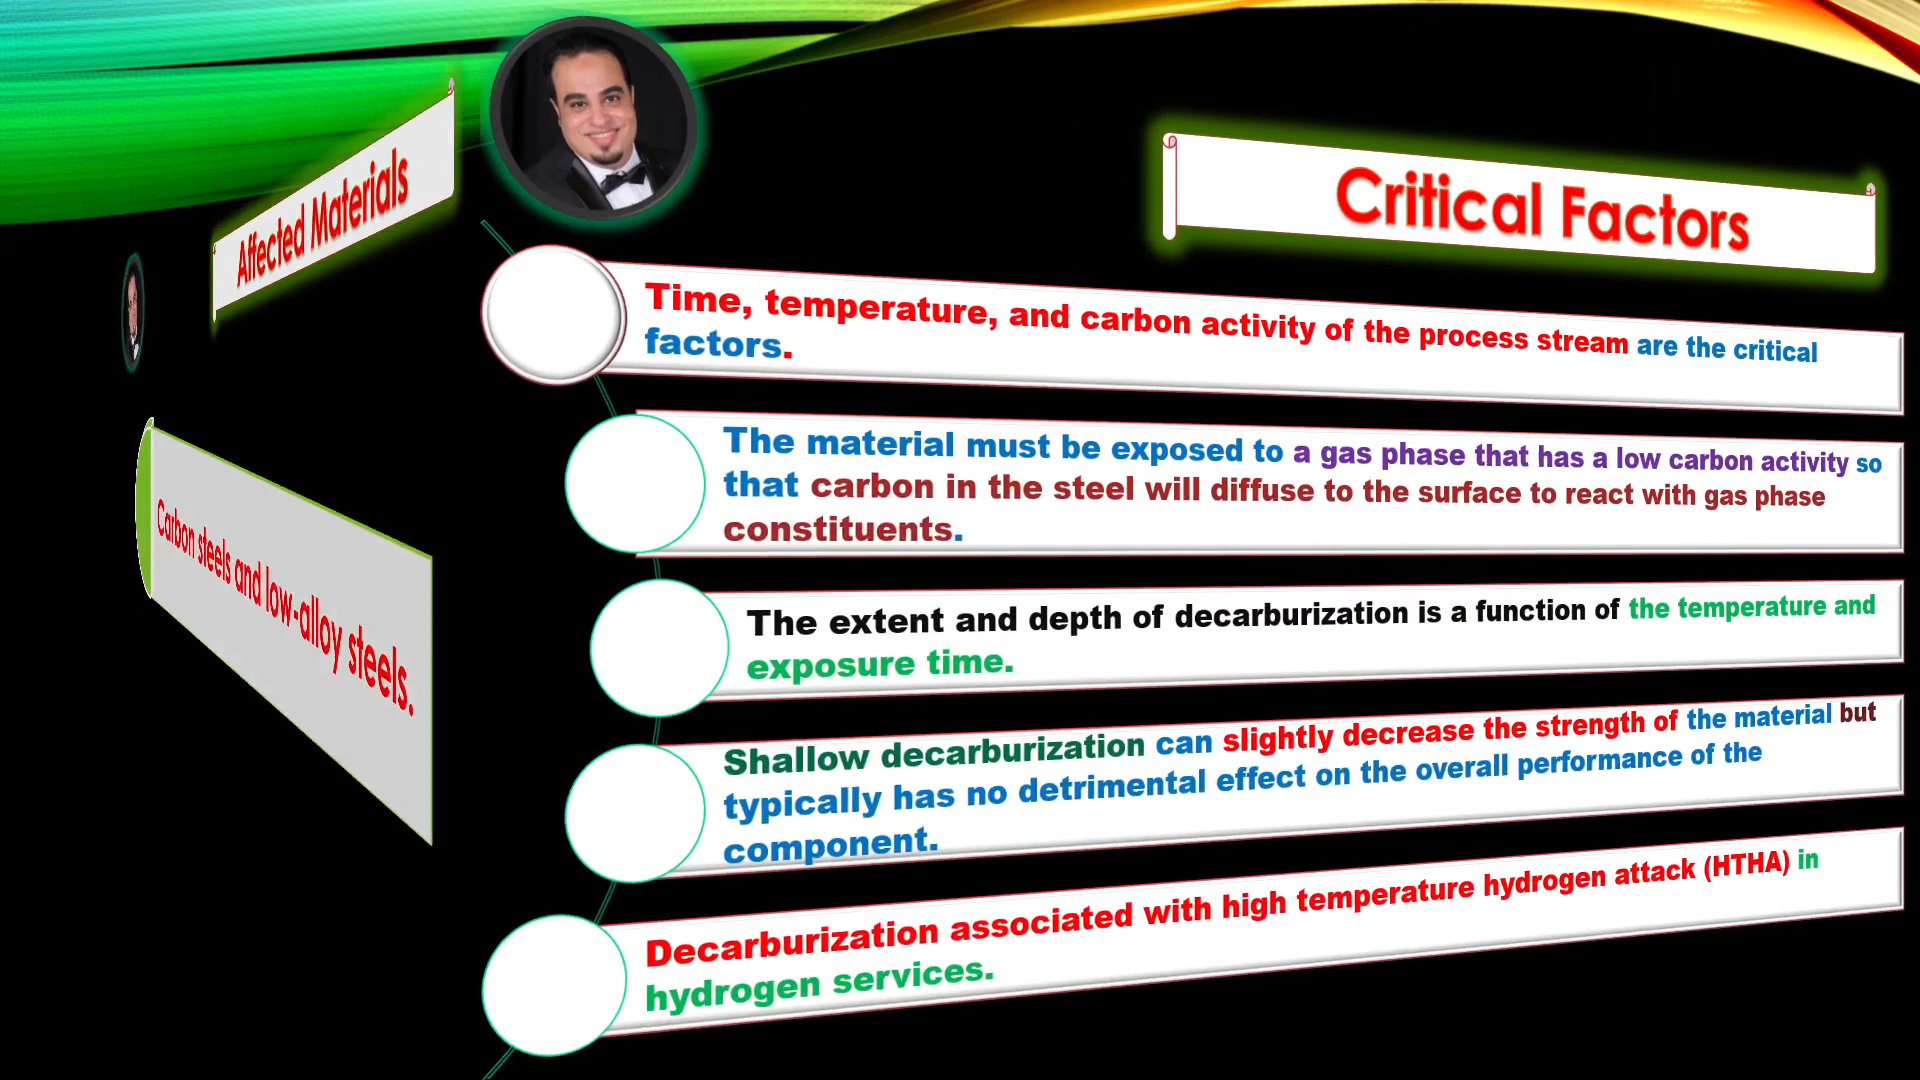 Affected Materials
Carbon steels and low-alloy steels.
Critical Factors
Time, temperature, and carbon activity of the process stream are the critical
factors.
The material must be exposed to a gas phase that has a low carbon activity so
that carbon in the steel will diffuse to the surface to react with gas phase
constituents.
The extent and depth of decarburization is a function of the temperature and
exposure time.
Shallow decarburization can slightly decrease the strength of the material but
typically has no detrimental effect on the overall performance of the
component.
Decarburization associated with high temperature hydrogen attack (HTHA) in
hydrogen services.